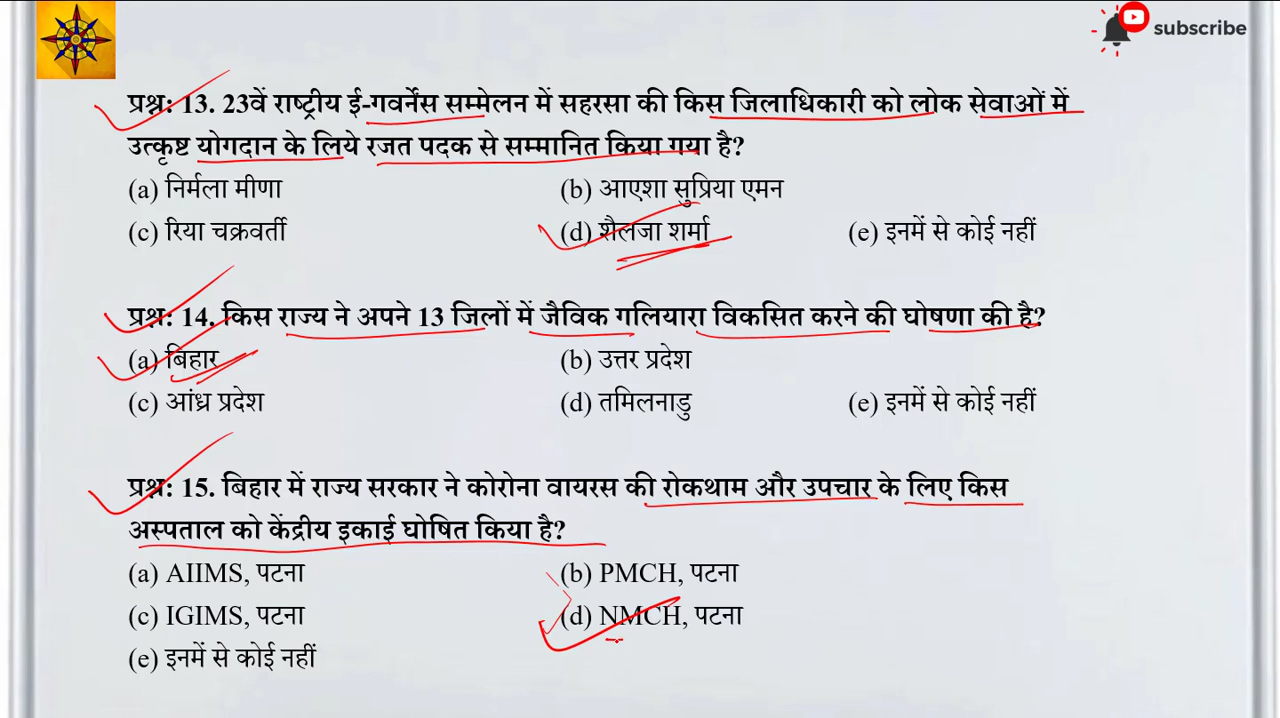 subscribe
प्रश्न: 13. 23वें राष्ट्रीय ई-गवर्नेंस सम्मेलन में सहरसा की किस जिलाधिकारी को लोक सेवाओं में
उत्कृष्ट योगदान के लिये रजत पदक से सम्मानित किया गया है?
(a) निर्मला मीणा (b) आएशा सुप्रिया एमन
(c) रिया चक्रवर्ती (d) शैलजा शर्मा (e) इनमें से कोई नहीं
प्रश्न: 14. किस राज्य ने अपने 13 जिलों में जैविक गलियारा विकसित करने की घोषणा की है?
(a) बिहार (b) उत्तर प्रदेश
(c) आंध्र प्रदेश (d) तमिलनाडु (e) इनमें से कोई नहीं
प्रश्न: 15. बिहार में राज्य सरकार ने कोरोना वायरस की रोकथाम और उपचार के लिए किस
अस्पताल को केंद्रीय इकाई घोषित किया है?
(a) AIIMS, पटना (b) PMCH, पटना
(c) IGIMS, पटना (d) NMCH, पटना
(e) इनमें से कोई नहीं